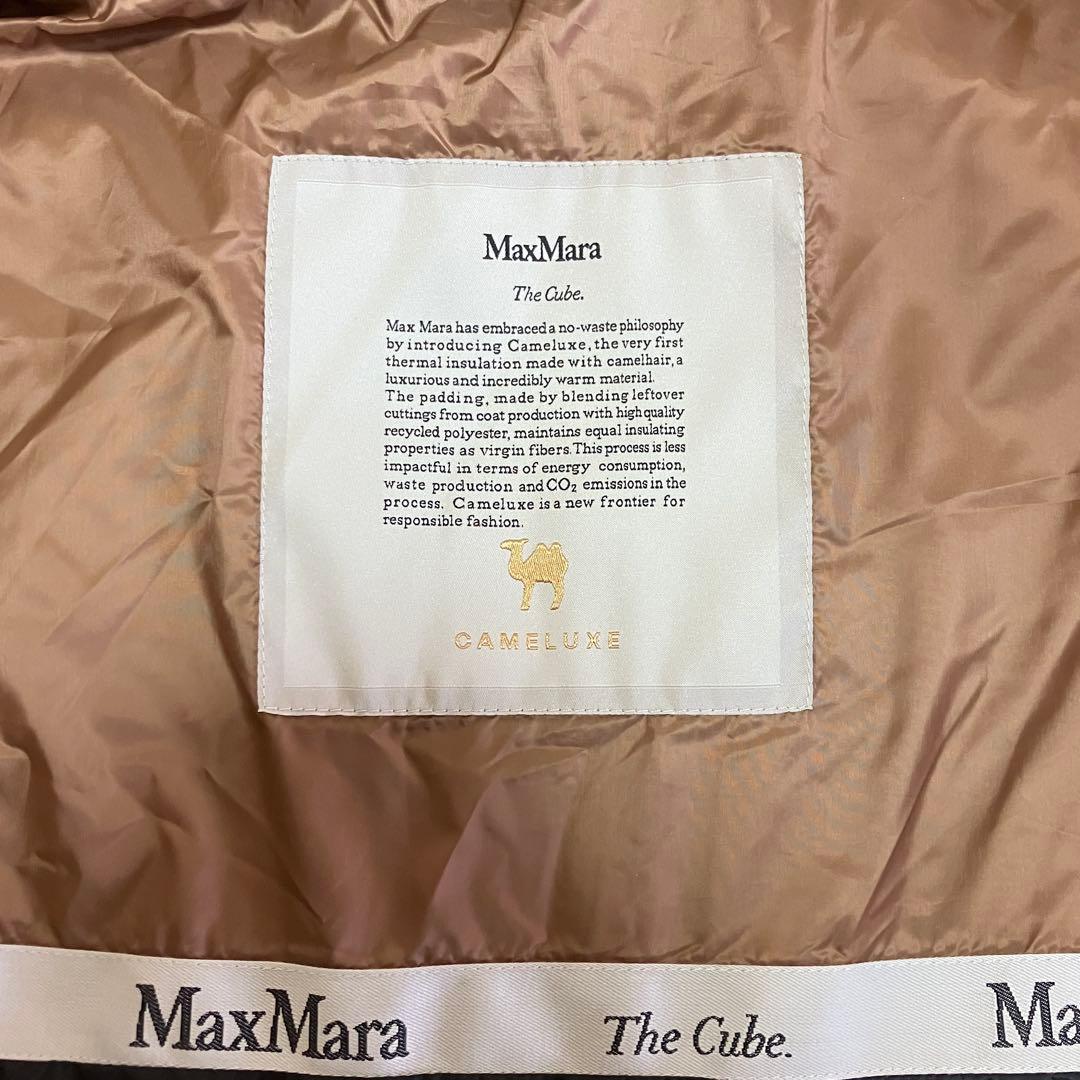 MaxMara
The Cube.
Max Mara has embraced a no-waste philosophy
by introducing Cameluxe, the very first
thermal insulation made with camelhair, a
luxurious and incredibly warm material.
The padding, made by blending leftover
cuttings from coat production with high quality
recycled polyester, maintains equal insulating
properties as virgin fibers. This process is less
impactful in terms of energy consumption,
waste production and CO₂ emissions in the
process. Cameluxe is a new frontier for
responsible fashion.
CAMELUXE
MaxMara The Cube. Ma